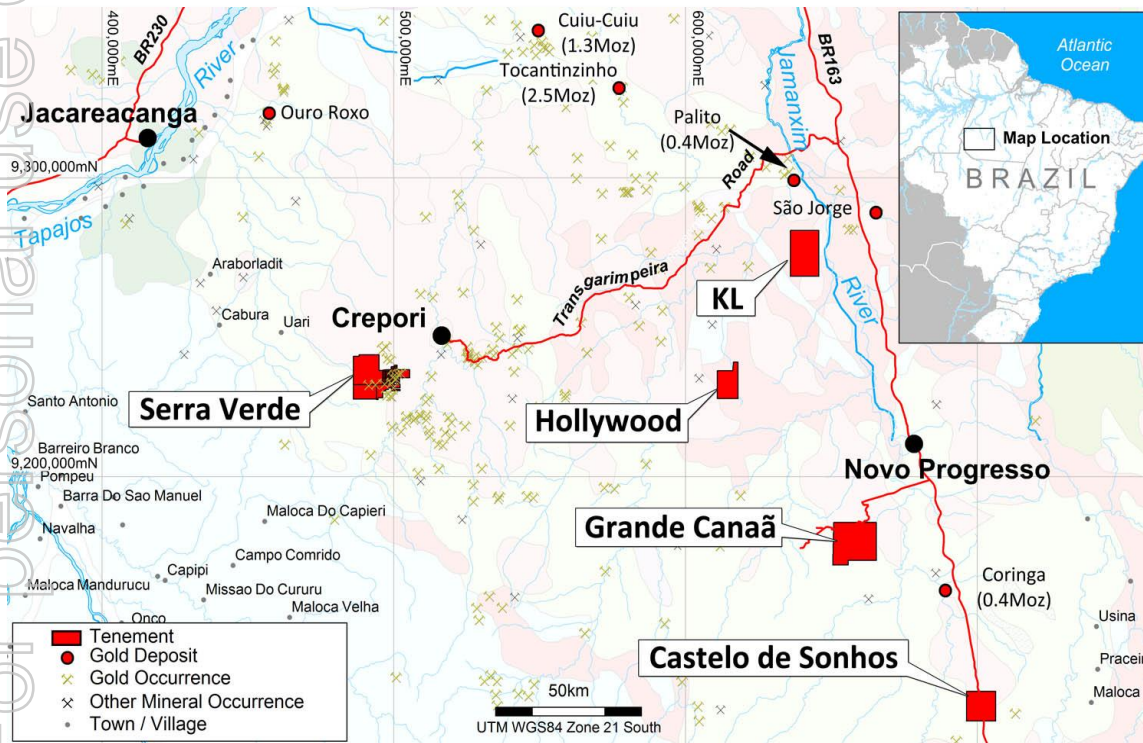 For personal use only
400,000mE
500,000mE
600,000mE
BR230
River
Jacareacanga
9,300,000mN
Tapajos
Ouro Roxo
Cuiu-Cuiu
(1.3Moz)
Tocantinzinho
(2.5Moz)
Palito
(0.4Moz)
Jamanxim
BR163
Road
São Jorge
KL
River
Transgarimpeira
Araborladit
Cabura
Uari
Crepori
Serra Verde
Hollywood
Santo Antonio
Barreiro Branco
9,200,000mN
Pompeu
Barra Do Sao Manuel
Navalha
Maloca Do Capieri
Campo Comrido
Capipi
Maloca Mandurucu
Missao Do Cururu
Maloca Velha
Onco
Novo Progresso
Grande Canaã
Coringa
(0.4Moz)
Castelo de Sonhos
Usina
Pracei
Maloca
Atlantic
Ocean
Map Location
BRAZIL
Tenement
Gold Deposit
Gold Occurrence
Other Mineral Occurrence
Town / Village
50km
UTM WGS84 Zone 21 South